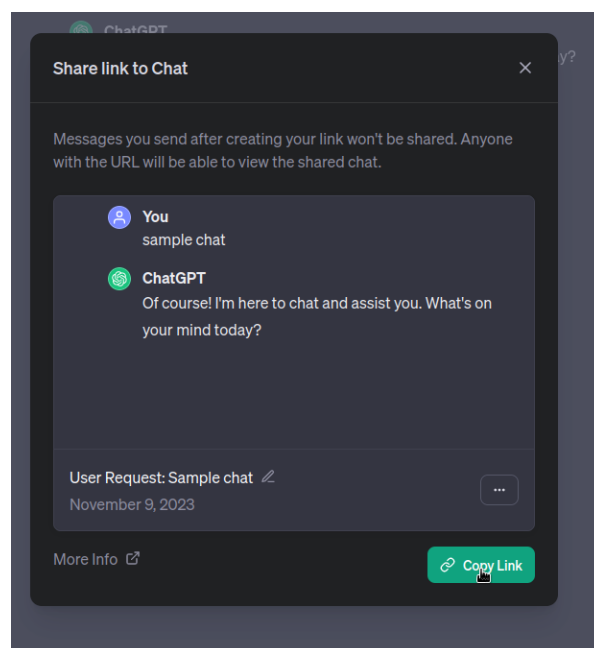 ChatGPT
y?
Share link to Chat
Messages you send after creating your link won't be shared. Anyone
with the URL will be able to view the shared chat.
You
sample chat
ChatGPT
Of course! I'm here to chat and assist you. What's on
your mind today?
User Request: Sample chat
November 9, 2023
...
More Info
Copy Link